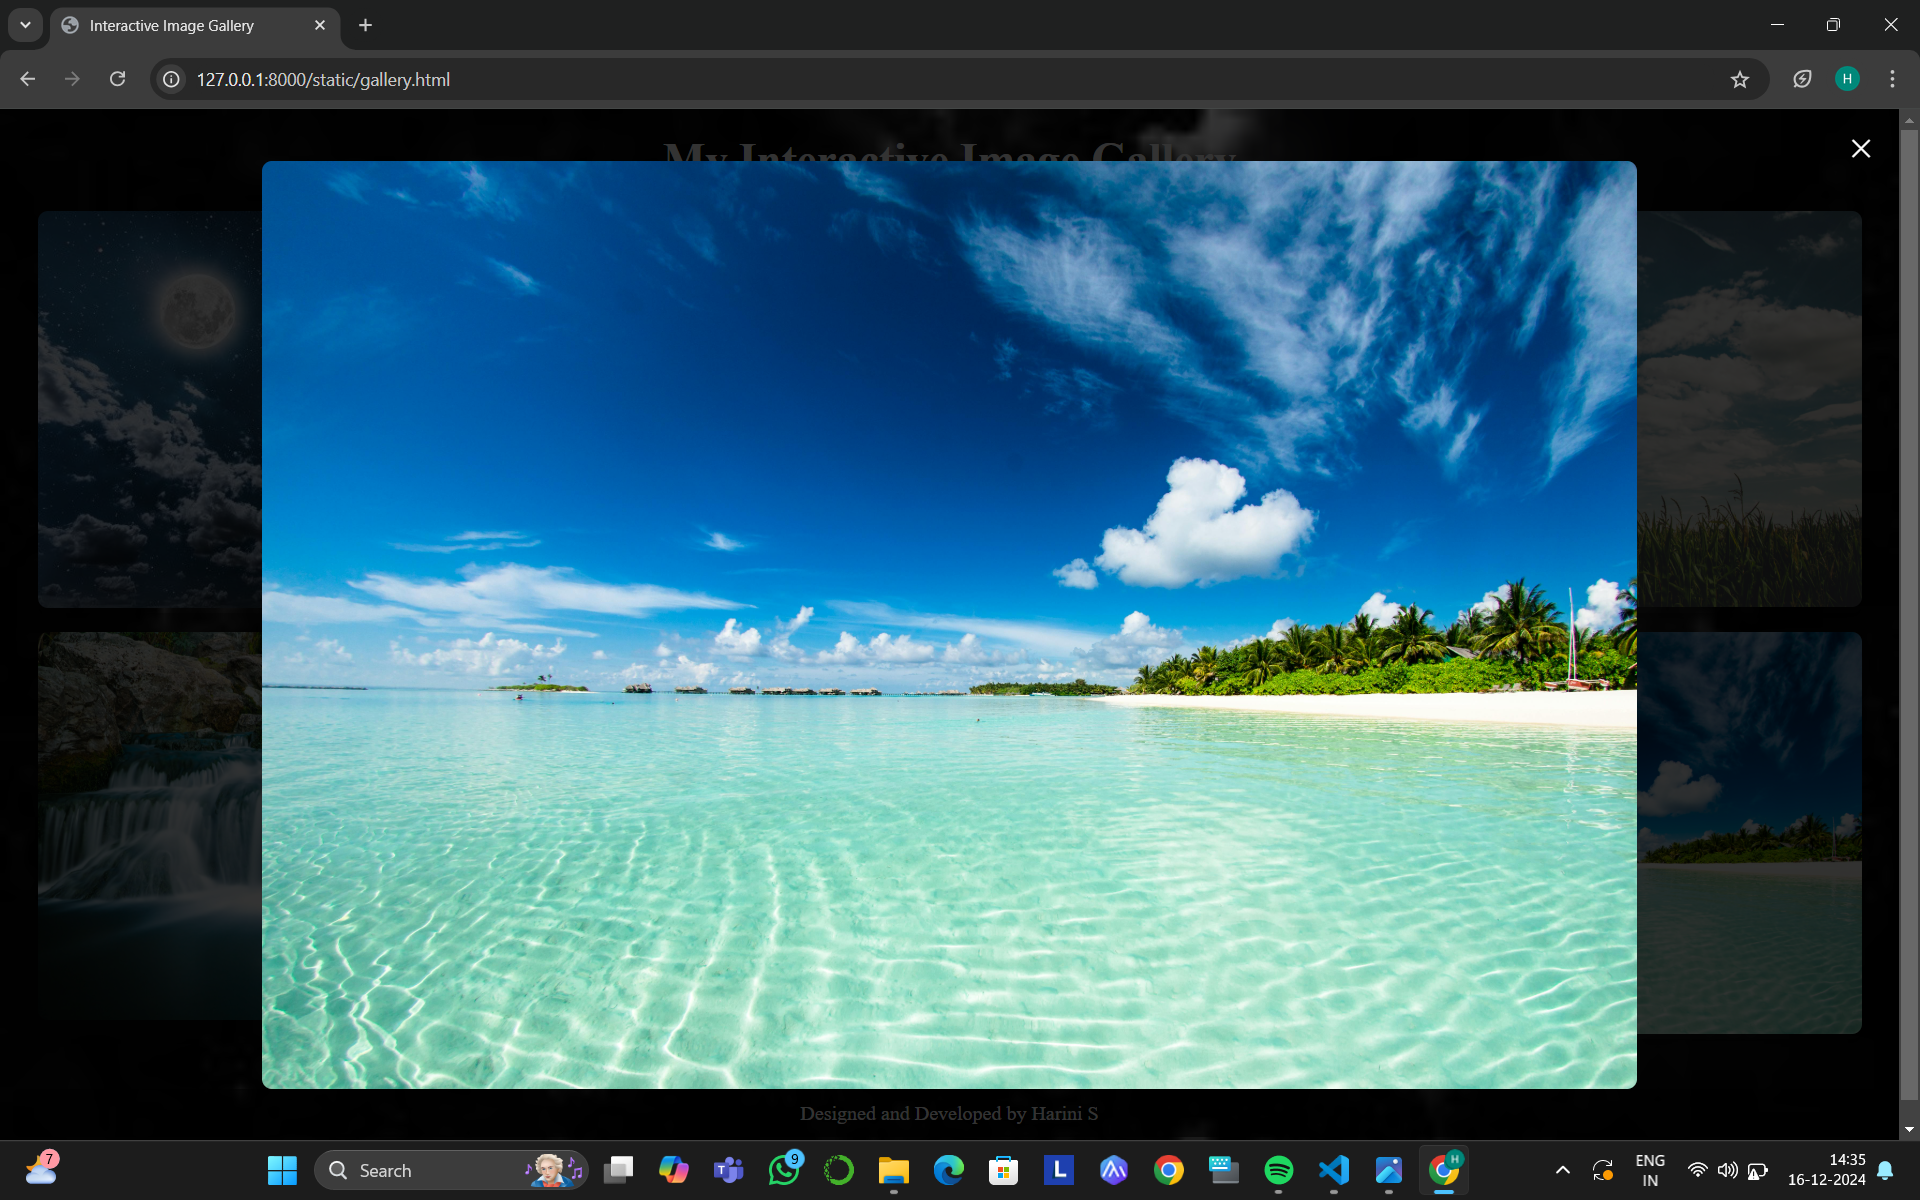 Interactive Image Gallery
127.0.0.1:8000/static/gallery.html
H
My Interactive Image Gallery
Designed and Developed by Harini S
7
Search
T
9
L
H
ENG
IN
14:35
16-12-2024